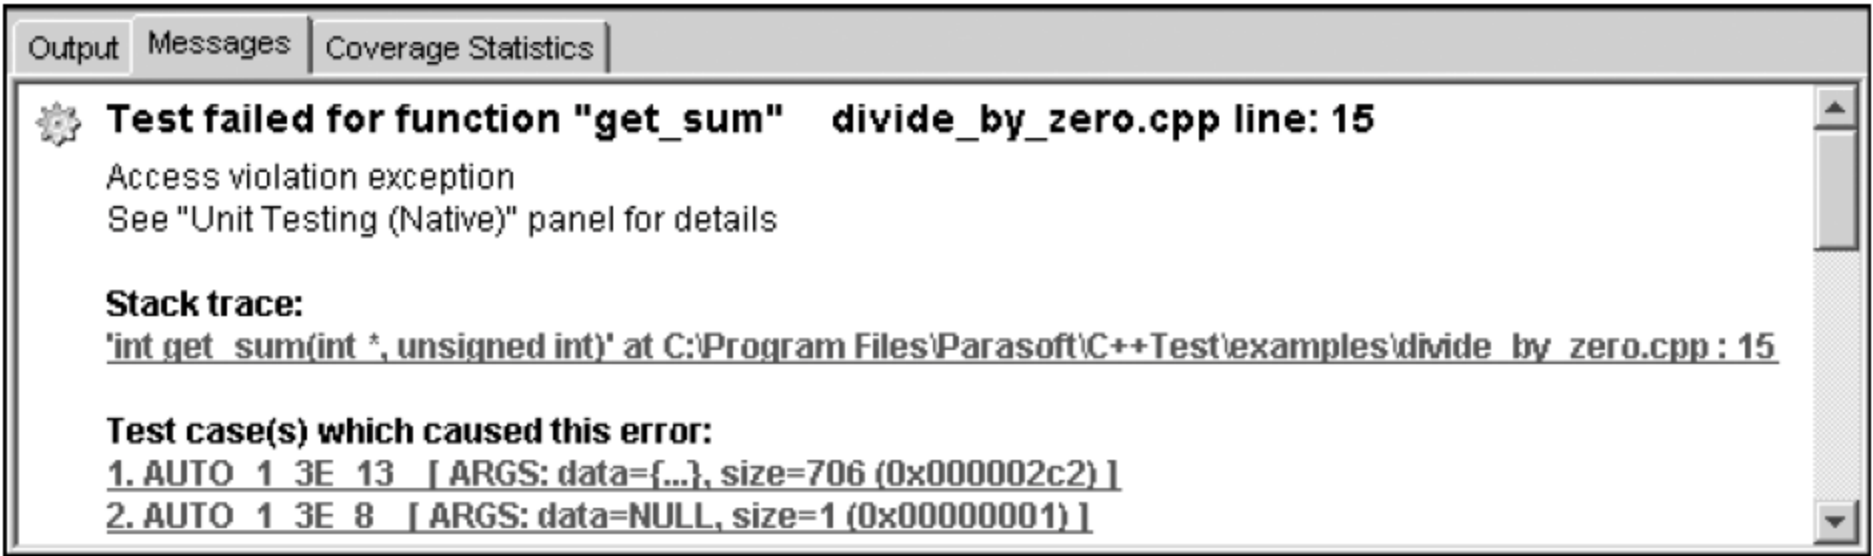 Output Messages Coverage Statistics
Test failed for function "get_sum" divide_by_zero.cpp line: 15
Access violation exception
See "Unit Testing (Native)" panel for details
Stack trace:
'int get_sum(int *, unsigned int)' at C:\Program Files\Parasoft\C++Test\examples\divide_by_zero.cpp : 15
Test case(s) which caused this error:
1. AUTO_1_3E_13 [ ARGS: data={...}, size=706 (0x000002c2) ]
2. AUTO_1_3E_8 [ ARGS: data=NULL, size=1 (0x00000001) ]